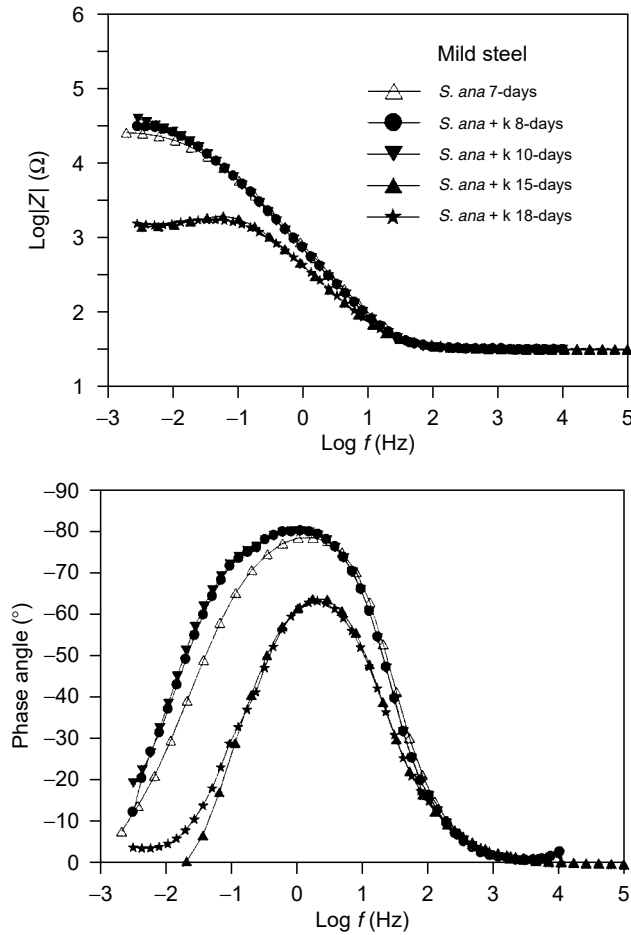 6
5
4
3
2
1
Log|Z| (Ω)
Mild steel
S. ana 7-days
S. ana + k 8-days
S. ana + k 10-days
S. ana + k 15-days
S. ana + k 18-days
–3 –2 –1 0 1 2 3 4 5
Log f (Hz)
–90
–80
–70
–60
–50
–40
–30
–20
–10
0
Phase angle (°)
–3 –2 –1 0 1 2 3 4 5
Log f (Hz)